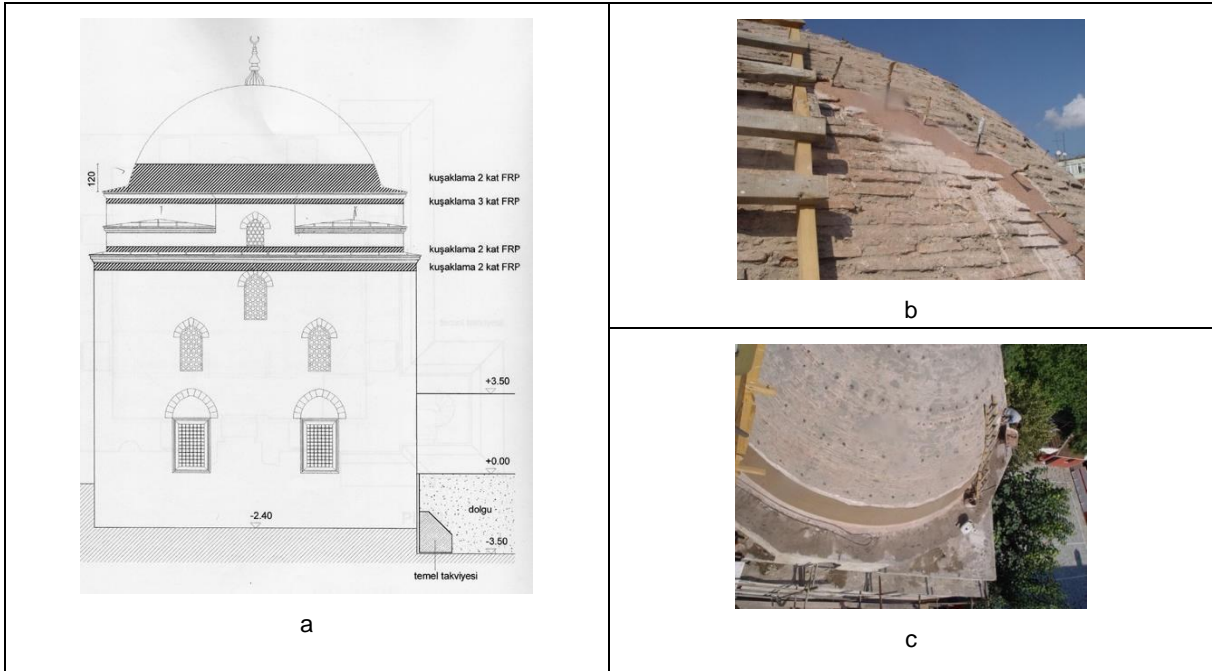 120
kuşaklama 2 kat FRP
kuşaklama 3 kat FRP
kuşaklama 2 kat FRP
kuşaklama 2 kat FRP
+3.50
+0.00
dolgu
-2.40
-3.50
temel takviyesi
a
b
c